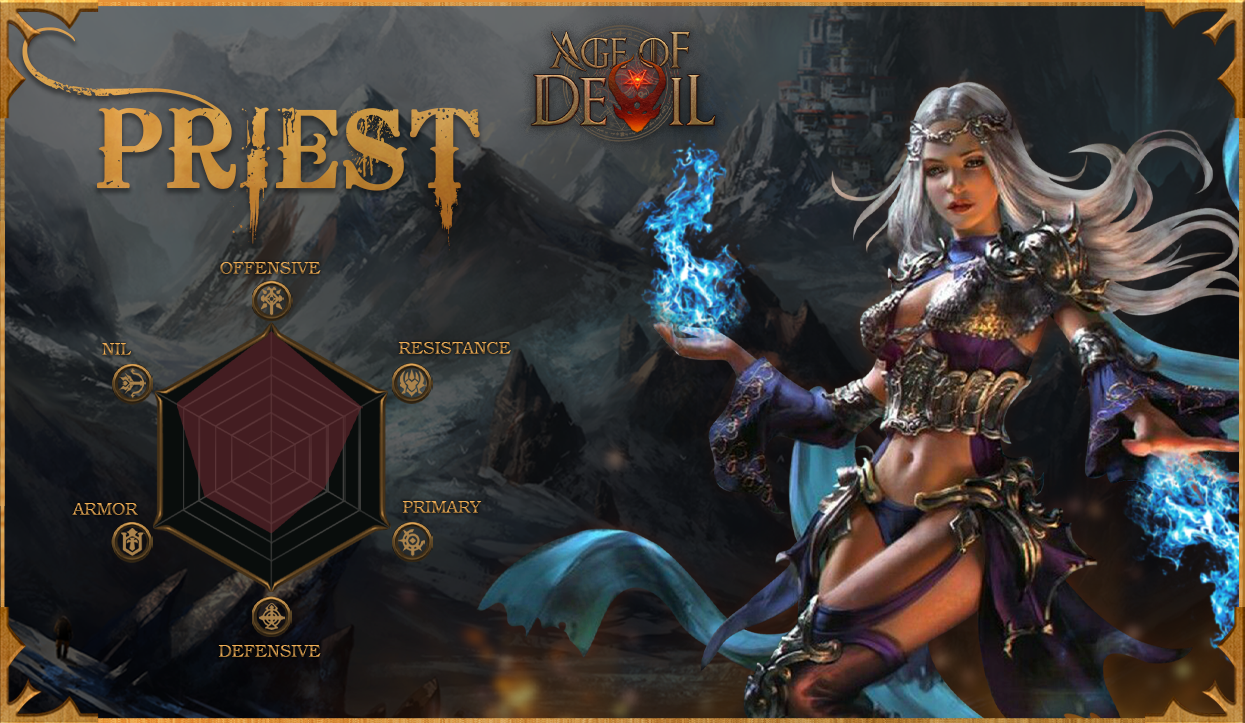 AGE OF
DEVIL
PRIEST
OFFENSIVE
NIL
RESISTANCE
ARMOR
PRIMARY
DEFENSIVE